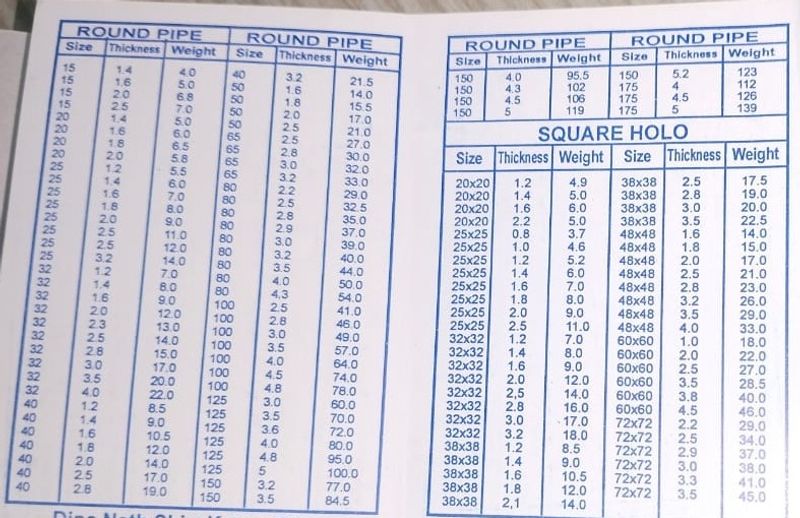 ROUND PIPE ROUND PIPE
Size Thickness Weight Size Thickness Weight
15 1.4 4.0 40 3.2 21.5
15 1.6 5.0 50 1.6 14.0
15 2.0 6.8 50 1.8 15.5
15 2.5 7.0 50 2.0 17.0
20 1.4 5.0 50 2.5 21.0
20 1.6 6.0 65 2.5 27.0
20 1.8 6.5 65 2.8 30.0
20 2.0 5.8 65 3.0 32.0
25 1.2 5.5 65 3.2 33.0
25 1.4 6.0 80 2.2 29.0
25 1.6 7.0 80 2.5 32.5
25 1.8 8.0 80 2.8 35.0
25 2.0 9.0 80 2.9 37.0
25 2.5 11.0 80 3.0 39.0
25 2.5 12.0 80 3.2 40.0
25 3.2 14.0 80 3.5 44.0
32 1.2 7.0 80 4.0 50.0
32 1.4 8.0 80 4.3 54.0
32 1.6 9.0 100 2.5 41.0
32 2.0 12.0 100 2.8 46.0
32 2.3 13.0 100 3.0 49.0
32 2.5 14.0 100 3.5 57.0
32 2.8 15.0 100 4.0 64.0
32 3.0 17.0 100 4.5 74.0
32 3.5 20.0 100 4.8 78.0
32 4.0 22.0 125 3.0 60.0
40 1.2 8.5 125 3.5 70.0
40 1.4 9.0 125 3.6 72.0
40 1.6 10.5 125 4.0 80.0
40 1.8 12.0 125 4.8 95.0
40 2.0 14.0 125 5 100.0
40 2.5 17.0 150 3.2 77.0
40 2.8 19.0 150 3.5 84.5
ROUND PIPE ROUND PIPE
Size Thickness Weight Size Thickness Weight
150 4.0 95.5 150 5.2 123
150 4.3 102 175 4 112
150 4.5 106 175 4.5 126
150 5 119 175 5 139
SQUARE HOLO
Size Thickness Weight Size Thickness Weight
20x20 1.2 4.9 38x38 2.5 17.5
20x20 1.4 5.0 38x38 2.8 19.0
20x20 1.6 6.0 38x38 3.0 20.0
20x20 2.2 5.0 38x38 3.5 22.5
25x25 0.8 3.7 48x48 1.6 14.0
25x25 1.0 4.6 48x48 1.8 15.0
25x25 1.2 5.2 48x48 2.0 17.0
25x25 1.4 6.0 48x48 2.5 21.0
25x25 1.6 7.0 48x48 2.8 23.0
25x25 1.8 8.0 48x48 3.2 26.0
25x25 2.0 9.0 48x48 3.5 29.0
25x25 2.5 11.0 48x48 4.0 33.0
32x32 1.2 7.0 60x60 1.0 18.0
32x32 1.4 8.0 60x60 2.0 22.0
32x32 1.6 9.0 60x60 2.5 27.0
32x32 2.0 12.0 60x60 3.5 28.5
32x32 2,5 14.0 60x60 3.8 40.0
32x32 2.8 16.0 60x60 4.5 46.0
32x32 3.0 17.0 72x72 2.2 29.0
32x32 3.2 18.0 72x72 2.5 34.0
38x38 1.2 8.5 72x72 2.9 37.0
38x38 1.4 9.0 72x72 3.0 38.0
38x38 1.6 10.5 72x72 3.3 41.0
38x38 1.8 12.0 72x72 3.5 45.0
38x38 2,1 14.0